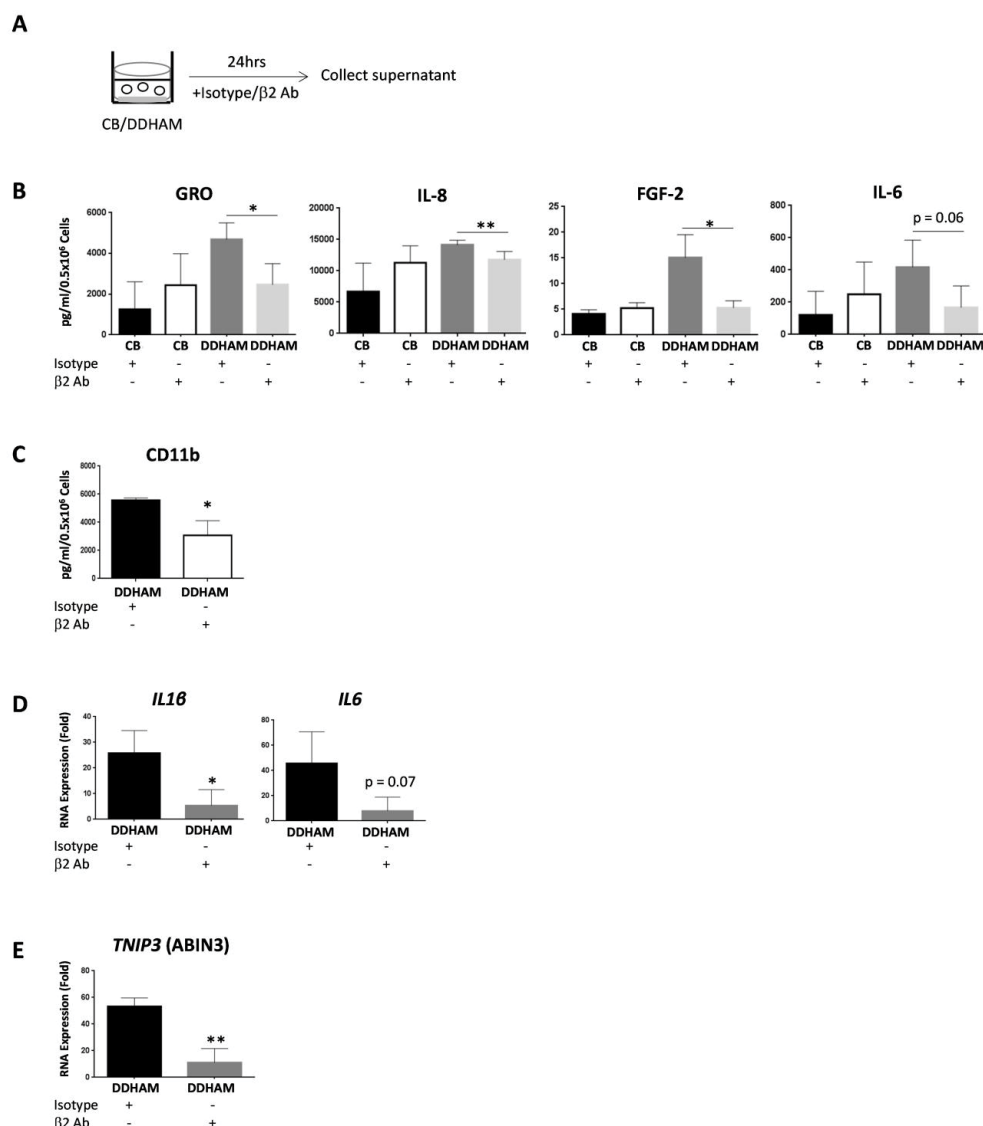 A
24hrs
+Isotype/β2 Ab
Collect supernatant
CB/DDHAM
B
GRO
pg/ml/0.5x10⁶ Cells
6000
4000
2000
0
*
CB CB DDHAM DDHAM
Isotype + - + -
β2 Ab - + - +
IL-8
20000
15000
10000
5000
0
**
CB CB DDHAM DDHAM
+ - + -
- + - +
FGF-2
25
20
15
10
5
0
*
CB CB DDHAM DDHAM
+ - + -
- + - +
IL-6
800
600
400
200
0
p = 0.06
CB CB DDHAM DDHAM
+ - + -
- + - +
C
CD11b
pg/ml/0.5x10⁶ Cells
8000
6000
4000
2000
0
*
DDHAM DDHAM
Isotype + -
β2 Ab - +
D
IL1β
RNA Expression (Fold)
40
30
20
10
0
*
DDHAM DDHAM
Isotype + -
β2 Ab - +
IL6
80
60
40
20
0
p = 0.07
DDHAM DDHAM
+ -
- +
E
TNIP3 (ABIN3)
RNA Expression (Fold)
80
60
40
20
0
**
DDHAM DDHAM
Isotype + -
β2 Ab - +